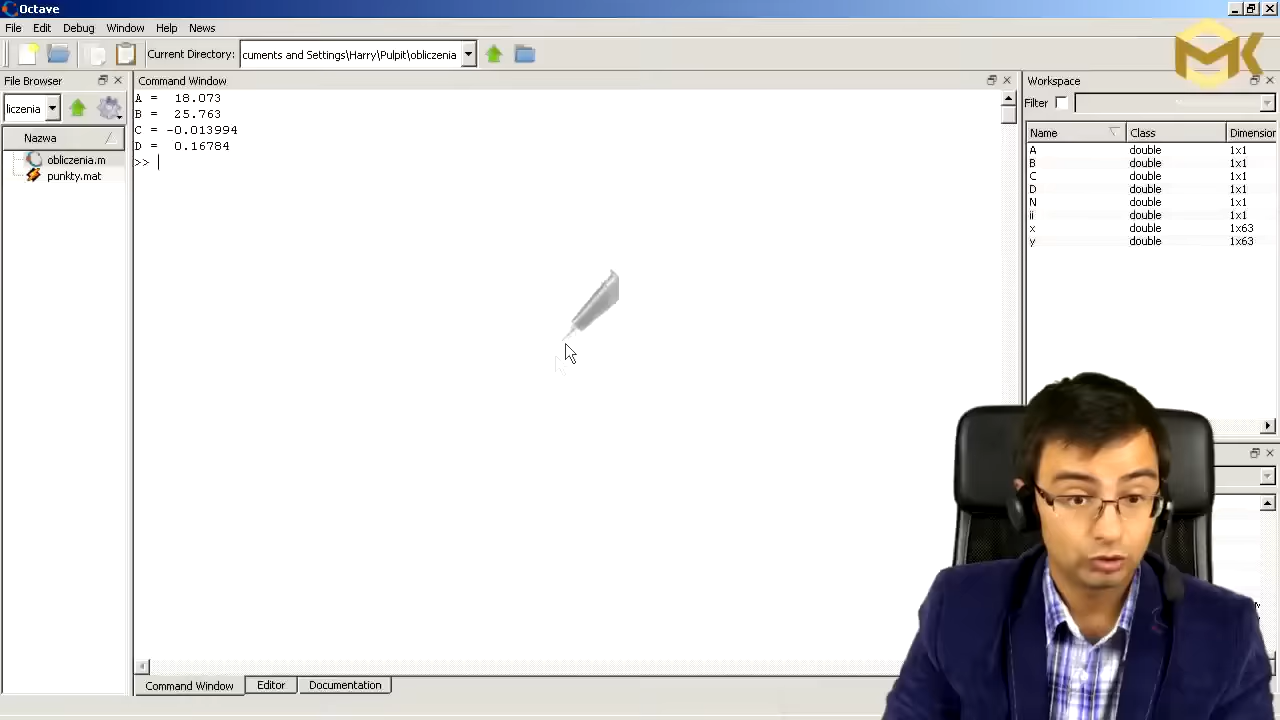 Octave
File Edit Debug Window Help News
Current Directory: cuments and Settings\Harry\Pulpit\obliczenia
MK
File Browser
Command Window
Workspace
liczenia
Filter
Nazwa
obliczenia.m
punkty.mat
A = 18.073
B = 25.763
C = -0.013994
D = 0.16784
>>
Name Class Dimension
A double 1x1
B double 1x1
C double 1x1
D double 1x1
N double 1x1
ii double 1x1
x double 1x63
y double 1x63
Command Window Editor Documentation